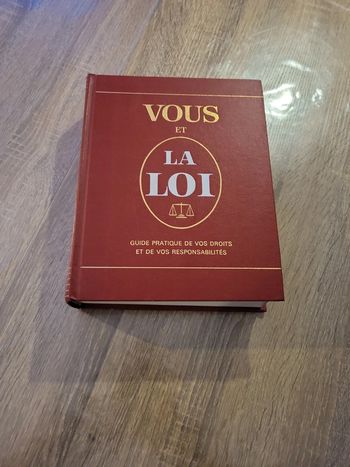 VOUS
ET
LA
LOI
GUIDE PRATIQUE DE VOS DROITS
ET DE VOS RESPONSABILITÉS